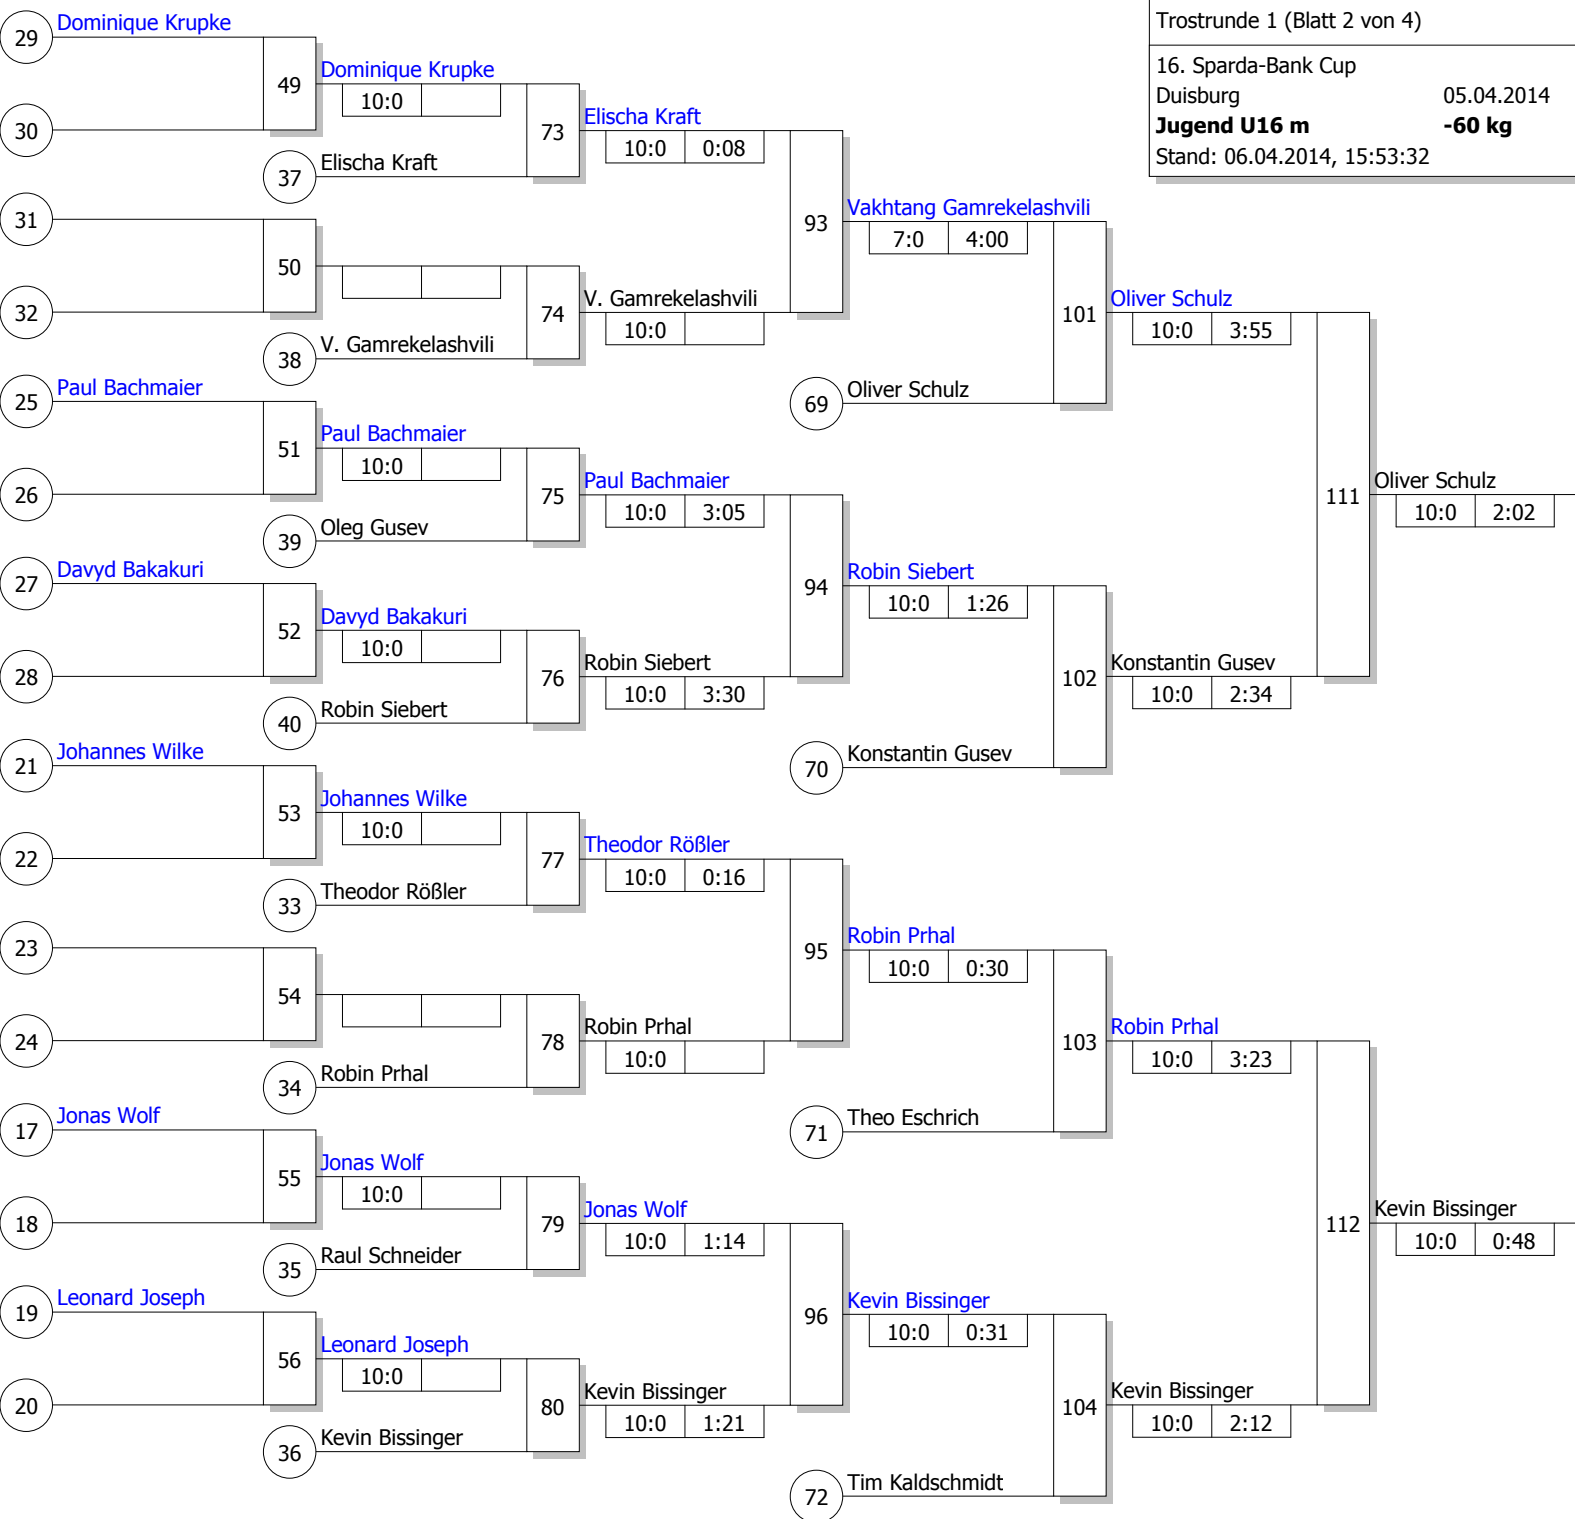 Trostrunde 1 (Blatt 2 von 4)
16. Sparda-Bank Cup
Duisburg 05.04.2014
Jugend U16 m -60 kg
Stand: 06.04.2014, 15:53:32
29 Dominique Krupke
30
49
Dominique Krupke
10:0
37 Elischa Kraft
73
Elischa Kraft
10:0 0:08
31
32
50
38 V. Gamrekelashvili
74
V. Gamrekelashvili
10:0
93
Vakhtang Gamrekelashvili
7:0 4:00
69 Oliver Schulz
101
Oliver Schulz
10:0 3:55
25 Paul Bachmaier
26
51
Paul Bachmaier
10:0
39 Oleg Gusev
75
Paul Bachmaier
10:0 3:05
27 Davyd Bakakuri
28
52
Davyd Bakakuri
10:0
40 Robin Siebert
76
Robin Siebert
10:0 3:30
94
Robin Siebert
10:0 1:26
70 Konstantin Gusev
102
Konstantin Gusev
10:0 2:34
111
Oliver Schulz
10:0 2:02
21 Johannes Wilke
22
53
Johannes Wilke
10:0
33 Theodor Rößler
77
Theodor Rößler
10:0 0:16
23
24
54
34 Robin Prhal
78
Robin Prhal
10:0
95
Robin Prhal
10:0 0:30
71 Theo Eschrich
103
Robin Prhal
10:0 3:23
17 Jonas Wolf
18
55
Jonas Wolf
10:0
35 Raul Schneider
79
Jonas Wolf
10:0 1:14
19 Leonard Joseph
20
56
Leonard Joseph
10:0
36 Kevin Bissinger
80
Kevin Bissinger
10:0 1:21
96
Kevin Bissinger
10:0 0:31
72 Tim Kaldschmidt
104
Kevin Bissinger
10:0 2:12
112
Kevin Bissinger
10:0 0:48